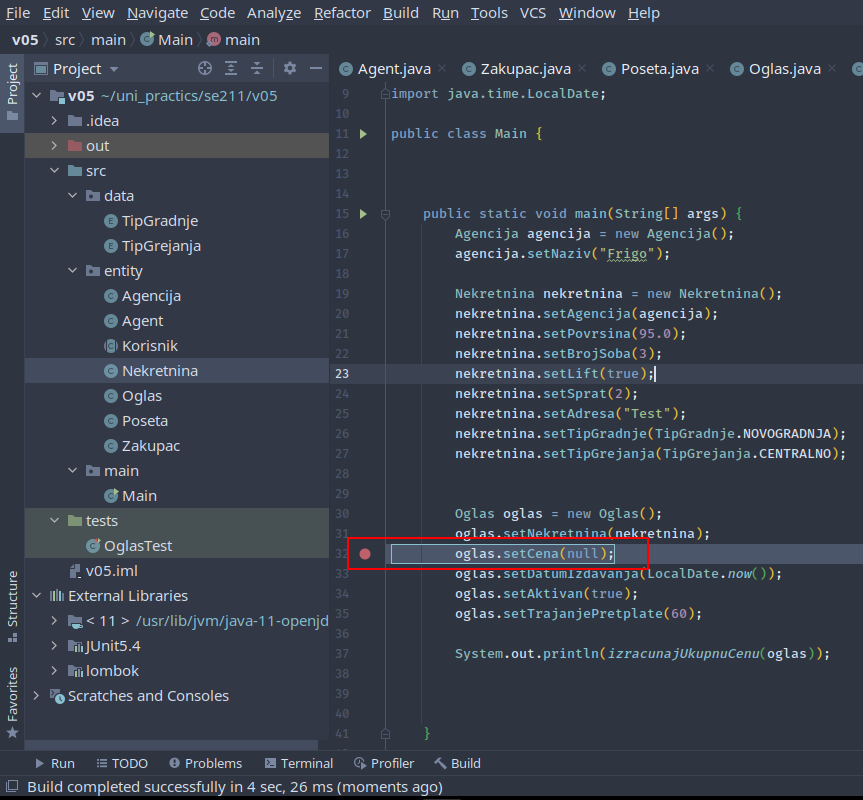 File Edit View Navigate Code Analyze Refactor Build Run Tools VCS Window Help
v05 src main Main main
Project
Project
Agent.java Zakupac.java Poseta.java Oglas.java
v05 ~/uni_practics/se211/v05
.idea
out
src
data
TipGradnje
TipGrejanja
entity
Agencija
Agent
Korisnik
Nekretnina
Oglas
Poseta
Zakupac
main
Main
tests
OglasTest
v05.iml
External Libraries
< 11 > /usr/lib/jvm/java-11-openjd
JUnit5.4
lombok
Scratches and Consoles
Structure
Favorites
9 import java.time.LocalDate;
10
11 public class Main {
12
13
14
15 public static void main(String[] args) {
16 Agencija agencija = new Agencija();
17 agencija.setNaziv("Frigo");
18
19 Nekretnina nekretnina = new Nekretnina();
20 nekretnina.setAgencija(agencija);
21 nekretnina.setPovrsina(95.0);
22 nekretnina.setBrojSoba(3);
23 nekretnina.setLift(true);
24 nekretnina.setSprat(2);
25 nekretnina.setAdresa("Test");
26 nekretnina.setTipGradnje(TipGradnje.NOVOGRADNJA);
27 nekretnina.setTipGrejanja(TipGrejanja.CENTRALNO);
28
29
30 Oglas oglas = new Oglas();
31 oglas.setNekretnina(nekretnina);
32 oglas.setCena(null);
33 oglas.setDatumIzdavanja(LocalDate.now());
34 oglas.setAktivan(true);
35 oglas.setTrajanjePretplate(60);
36
37 System.out.println(izracunajUkupnuCenu(oglas));
38
39
40
41 }
Run TODO Problems Terminal Profiler Build
Build completed successfully in 4 sec, 26 ms (moments ago)